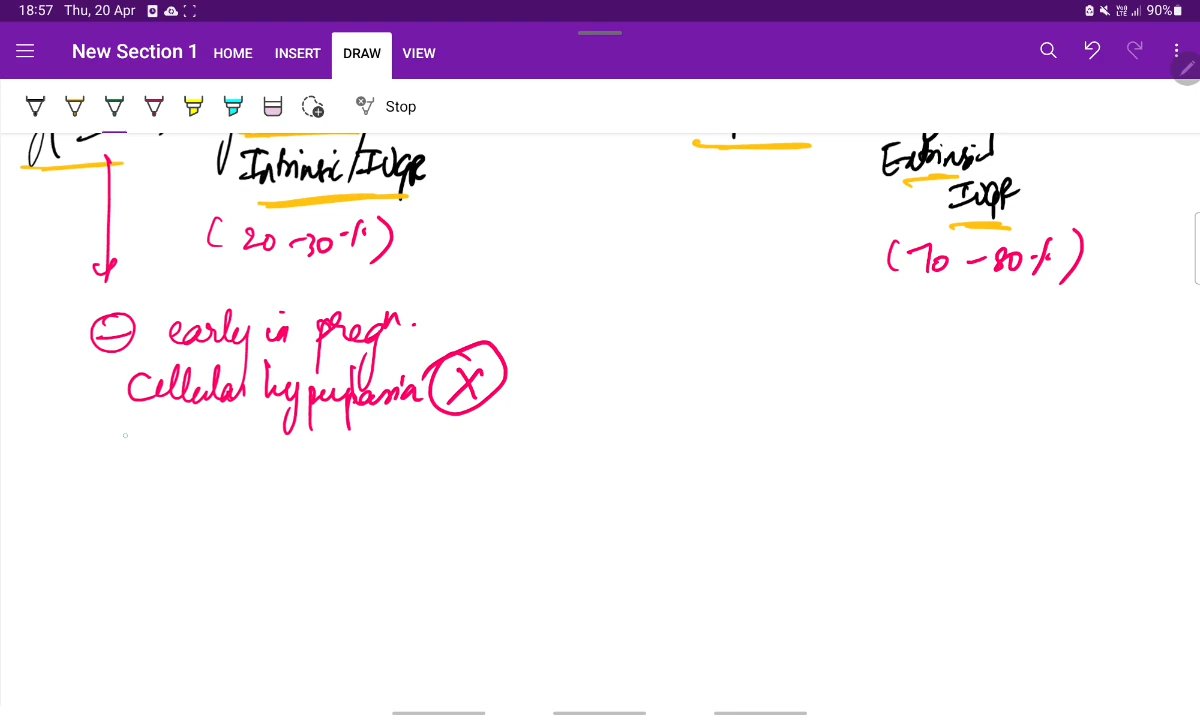 18:57 Thu, 20 Apr 90%
New Section 1 HOME INSERT DRAW VIEW
Stop
Intrinsic/IUGR
Extrinsic
IUGR
(20-30%)
(70-80%)
⊖ early in pregn.
Cellular hyperplasia X